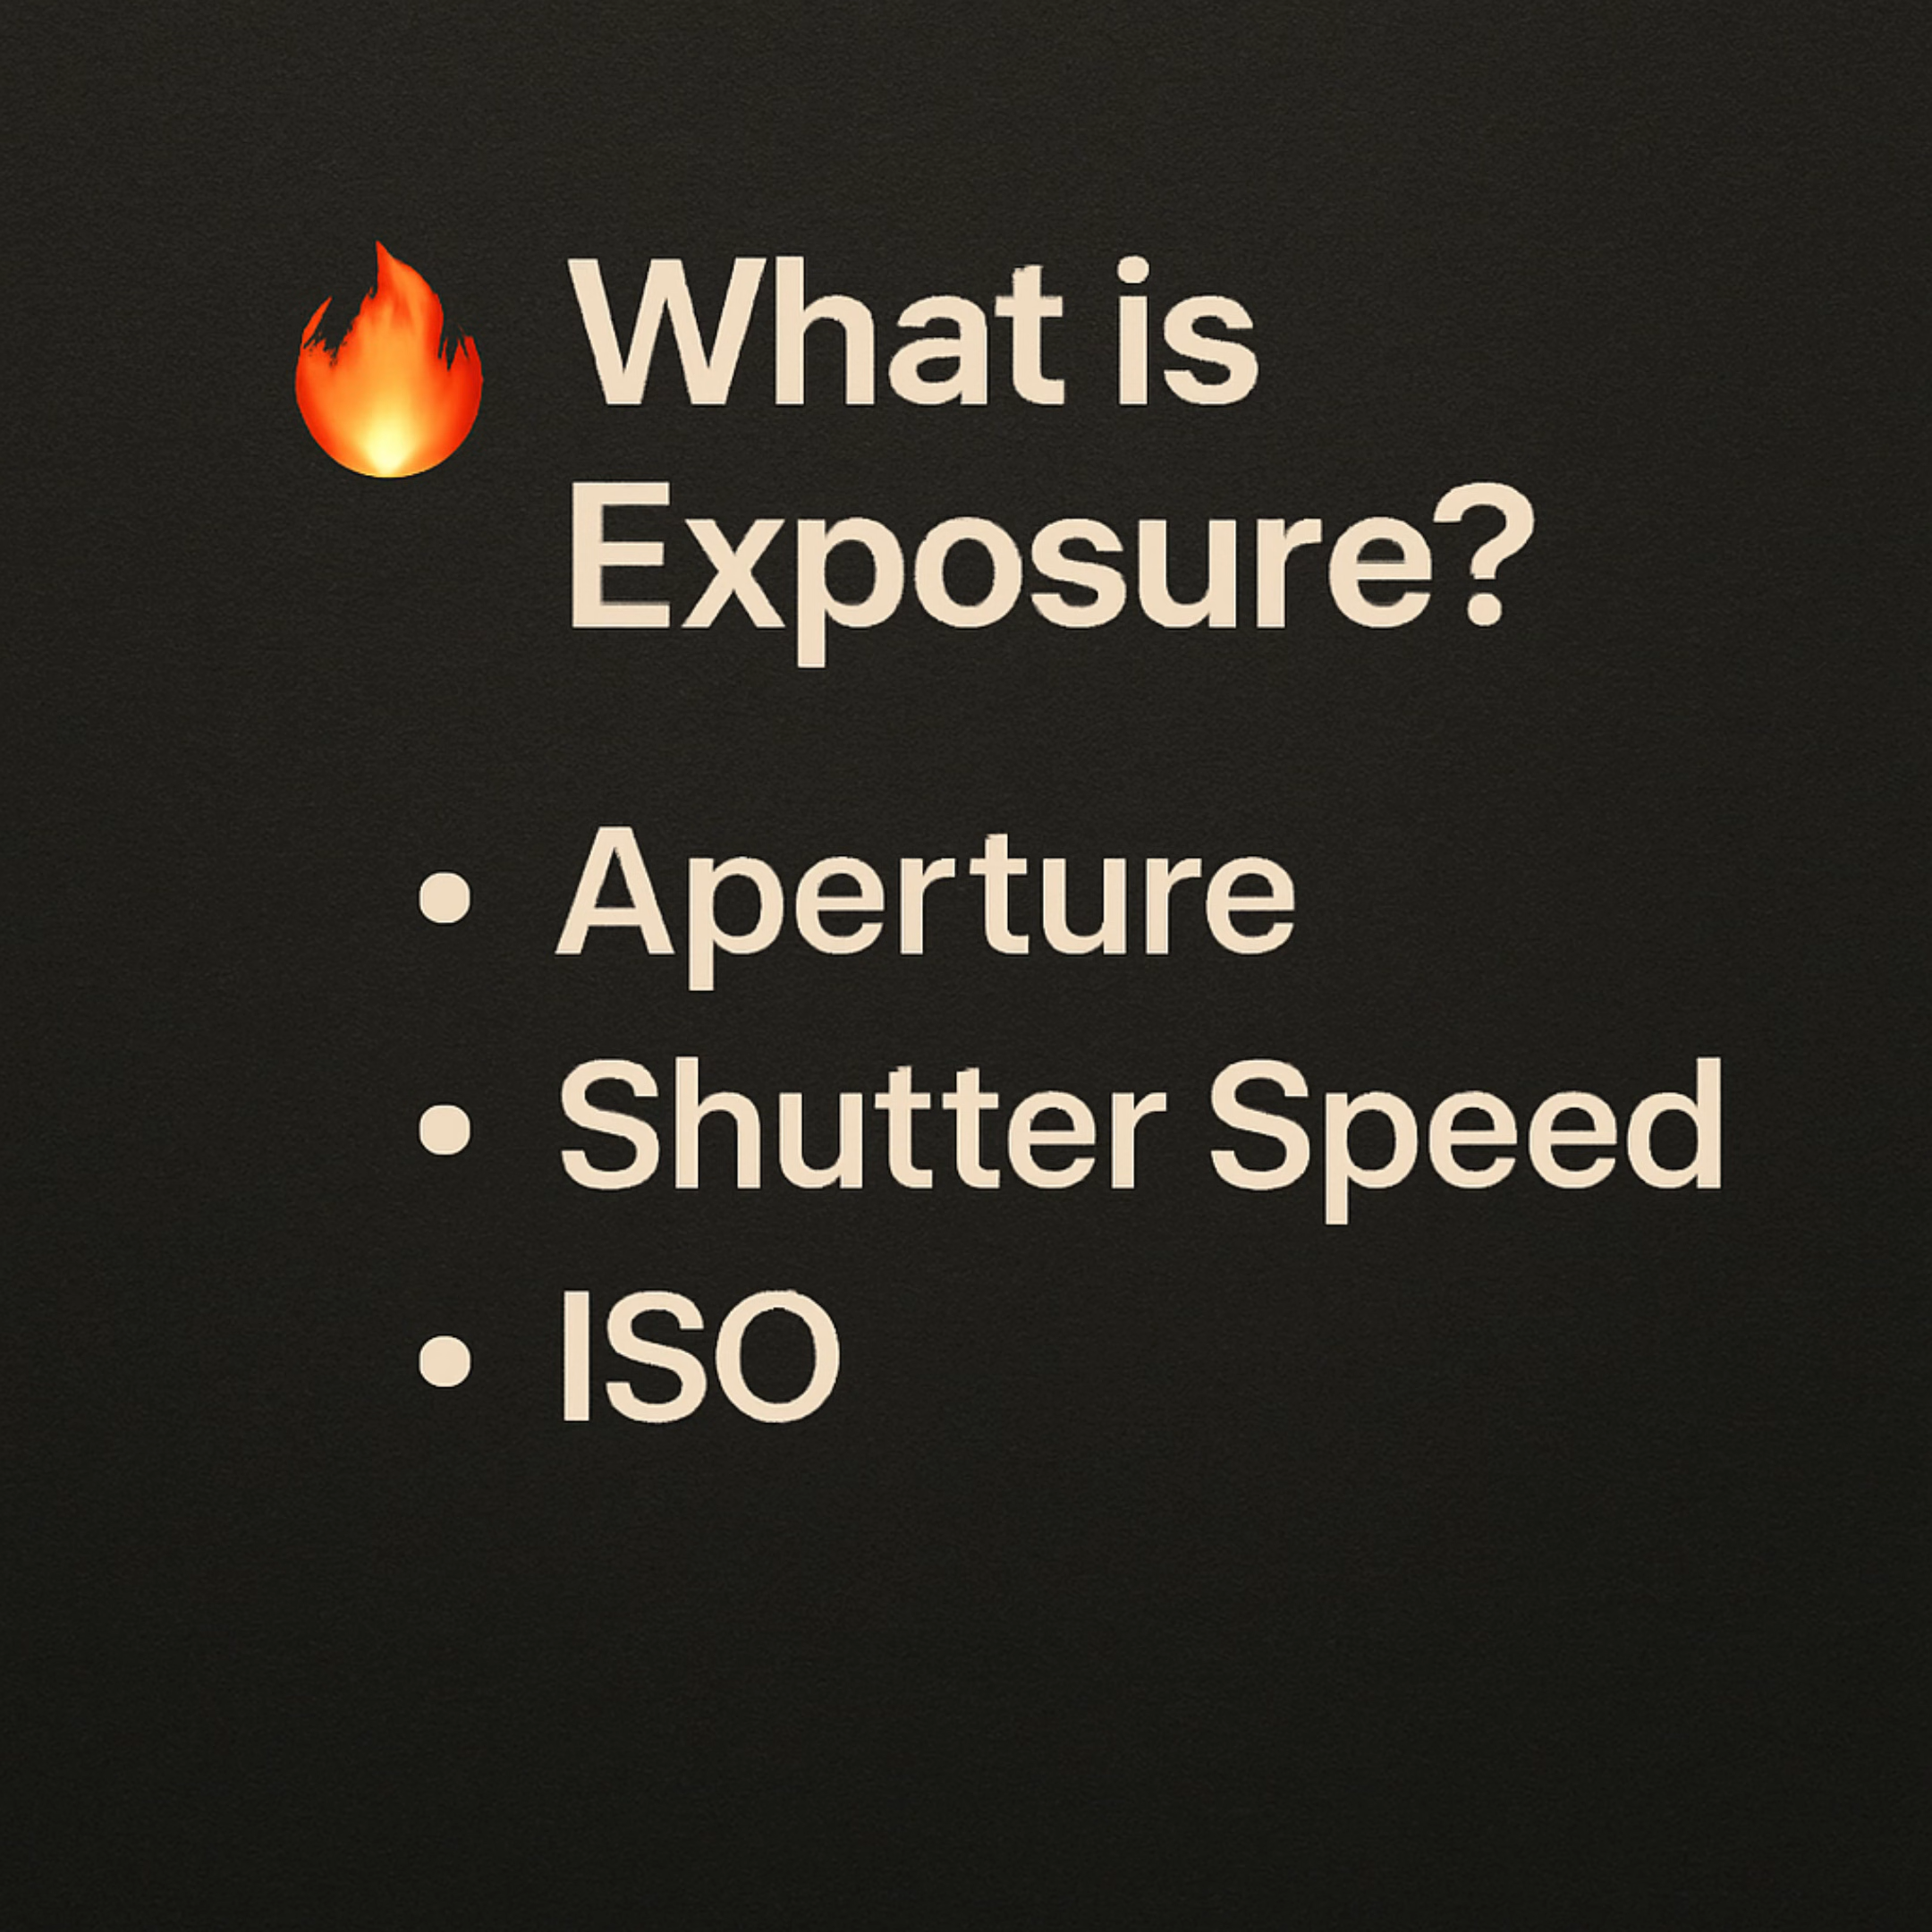 What is
Exposure?
• Aperture
• Shutter Speed
• ISO